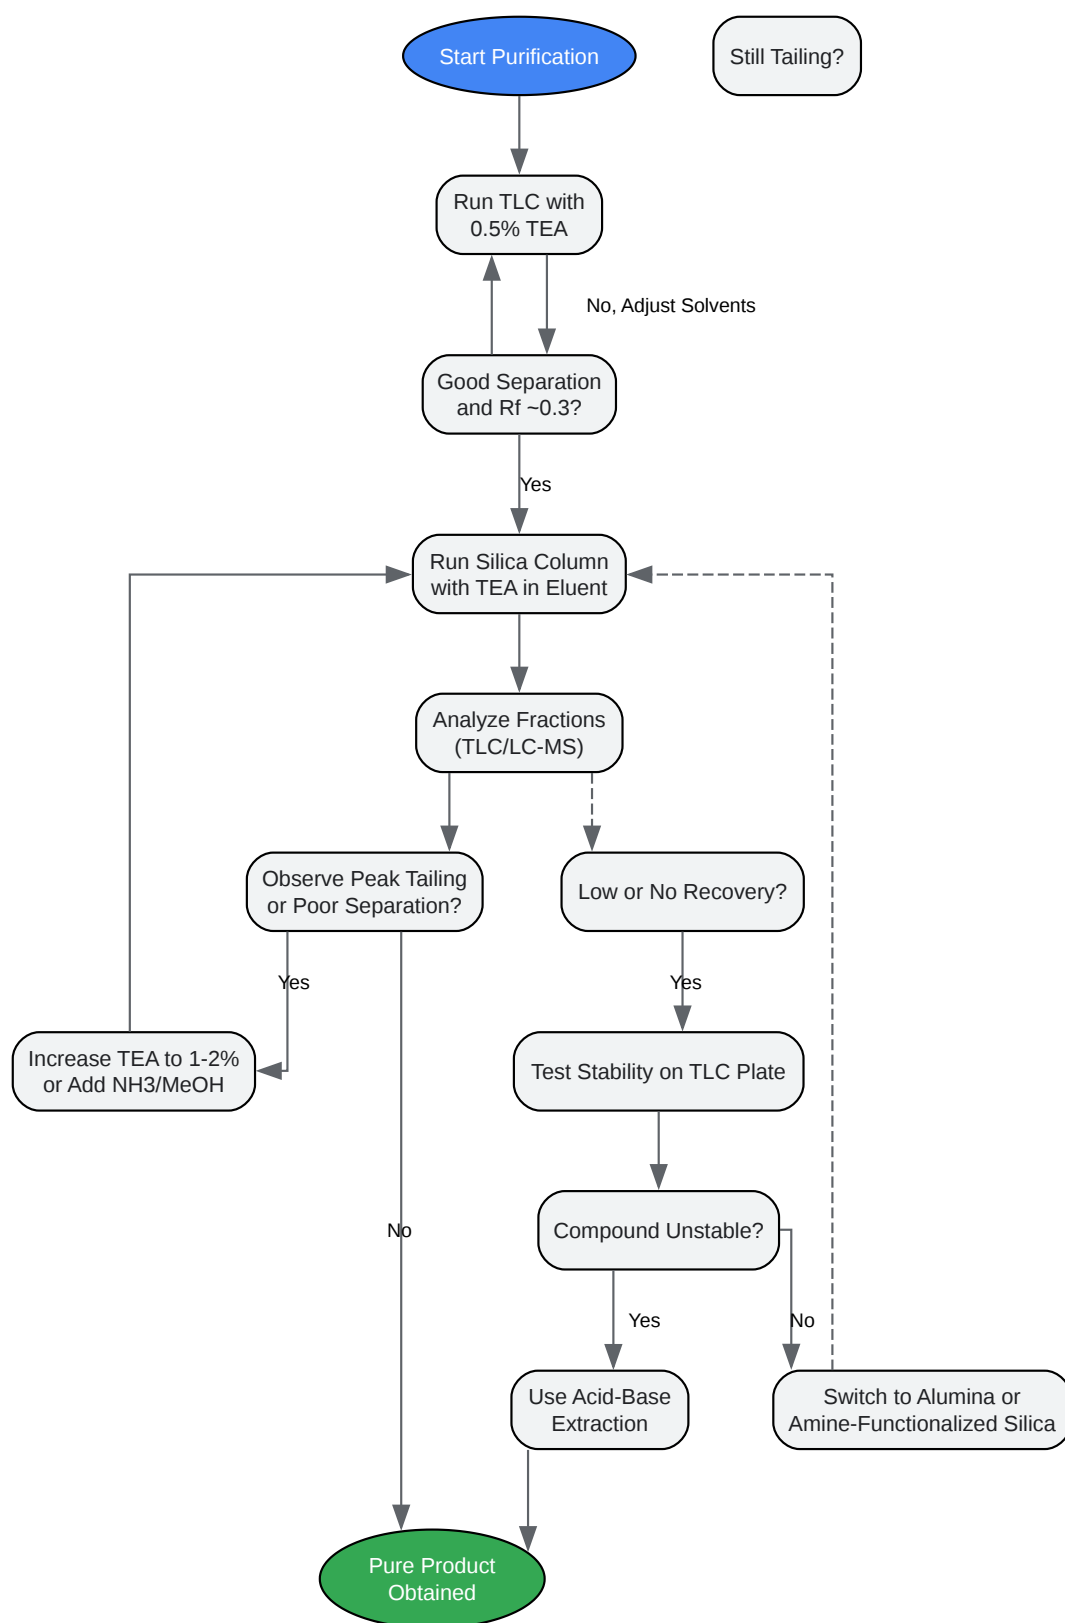 Start Purification
Still Tailing?
Run TLC with
0.5% TEA
No, Adjust Solvents
Good Separation
and Rf ~0.3?
Yes
Run Silica Column
with TEA in Eluent
Analyze Fractions
(TLC/LC-MS)
Observe Peak Tailing
or Poor Separation?
Low or No Recovery?
Yes
Yes
Increase TEA to 1-2%
or Add NH3/MeOH
Test Stability on TLC Plate
No
Compound Unstable?
Yes
No
Use Acid-Base
Extraction
Switch to Alumina or
Amine-Functionalized Silica
Pure Product
Obtained